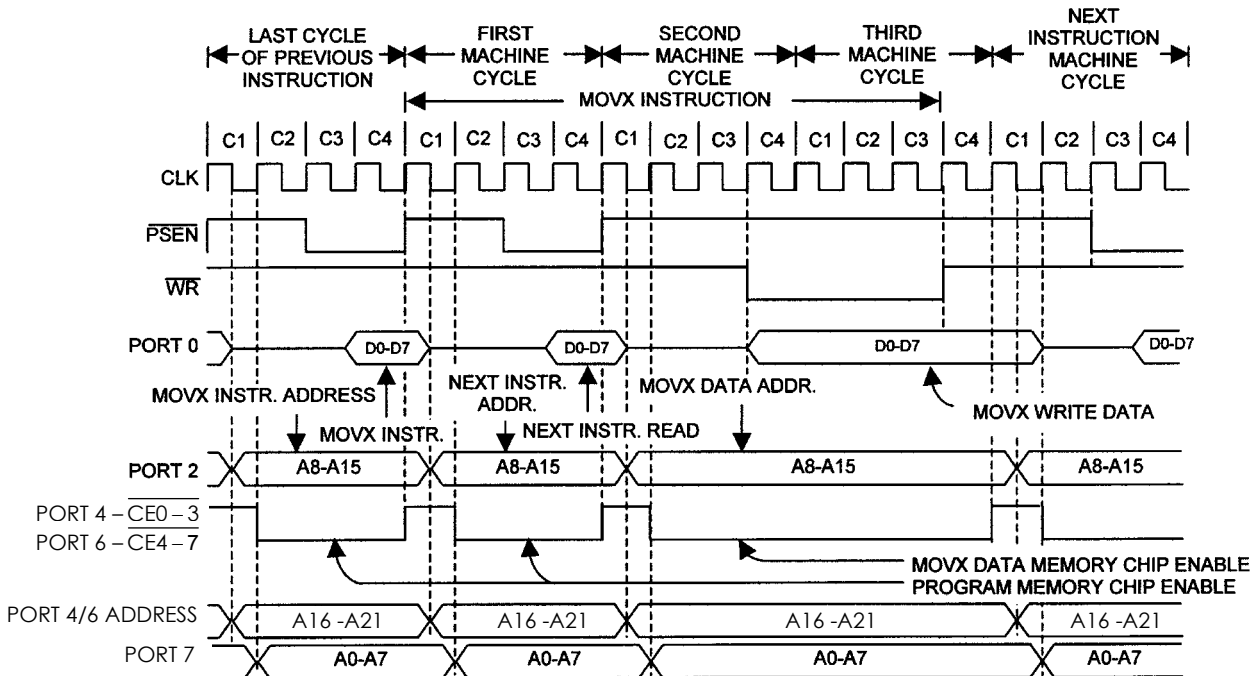 LAST CYCLE
OF PREVIOUS
INSTRUCTION
FIRST
MACHINE
CYCLE
SECOND
MACHINE
CYCLE
THIRD
MACHINE
CYCLE
NEXT
INSTRUCTION
MACHINE
CYCLE
MOVX INSTRUCTION
C1 C2 C3 C4 C1 C2 C3 C4 C1 C2 C3 C4 C1 C2 C3 C4 C1 C2 C3 C4
CLK
PSEN
WR
PORT 0 D0-D7 D0-D7 D0-D7 D0-D7
MOVX INSTR. ADDRESS
MOVX INSTR.
NEXT INSTR.
ADDR.
NEXT INSTR. READ
MOVX DATA ADDR.
MOVX WRITE DATA
PORT 2 A8-A15 A8-A15 A8-A15 A8-A15
PORT 4 – CE0 – 3
PORT 6 – CE4 – 7
MOVX DATA MEMORY CHIP ENABLE
PROGRAM MEMORY CHIP ENABLE
PORT 4/6 ADDRESS A16 -A21 A16 -A21 A16 -A21 A16 -A21
PORT 7 A0-A7 A0-A7 A0-A7 A0-A7